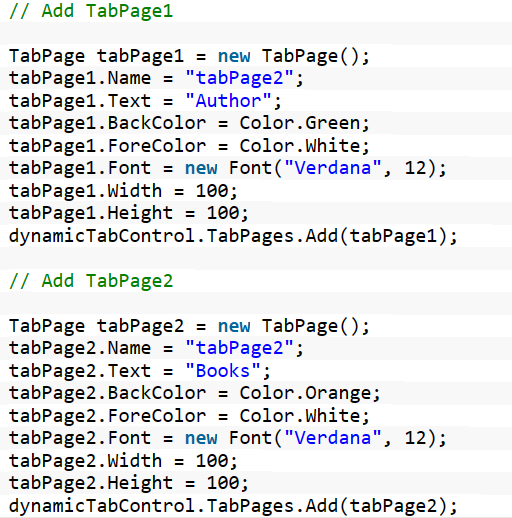 // Add TabPage1
TabPage tabPage1 = new TabPage();
tabPage1.Name = "tabPage2";
tabPage1.Text = "Author";
tabPage1.BackColor = Color.Green;
tabPage1.ForeColor = Color.White;
tabPage1.Font = new Font("Verdana", 12);
tabPage1.Width = 100;
tabPage1.Height = 100;
dynamicTabControl.TabPages.Add(tabPage1);
// Add TabPage2
TabPage tabPage2 = new TabPage();
tabPage2.Name = "tabPage2";
tabPage2.Text = "Books";
tabPage2.BackColor = Color.Orange;
tabPage2.ForeColor = Color.White;
tabPage2.Font = new Font("Verdana", 12);
tabPage2.Width = 100;
tabPage2.Height = 100;
dynamicTabControl.TabPages.Add(tabPage2);